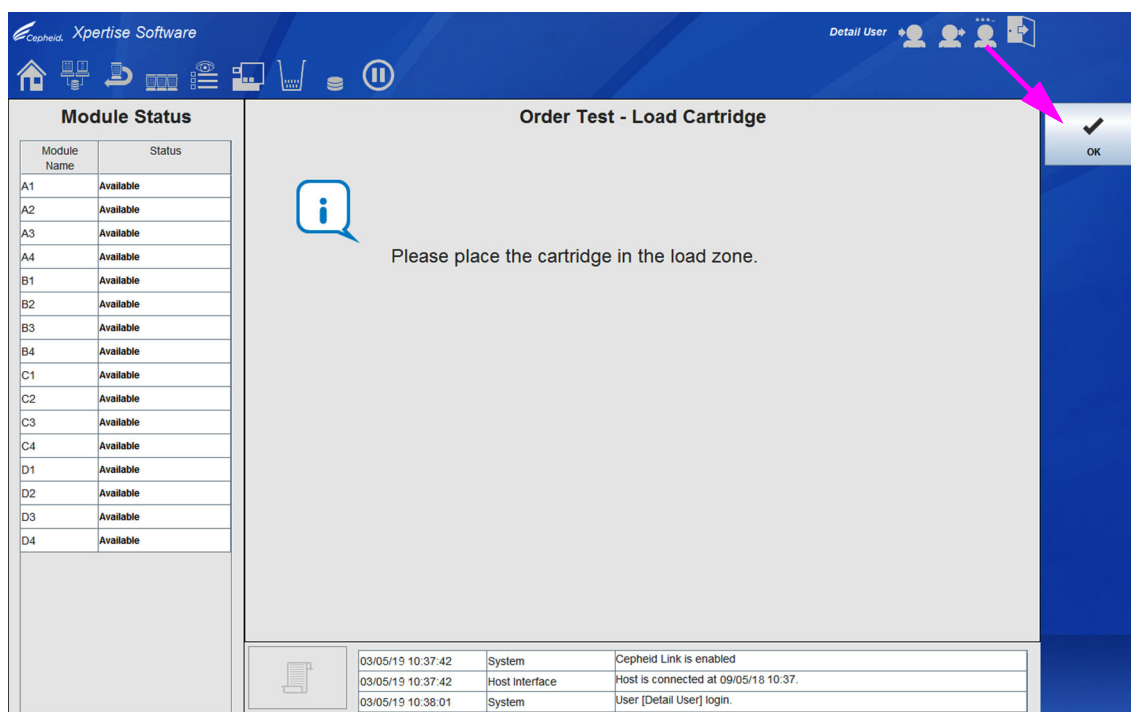 Cepheid. Xpertise Software
Detail User
Module Status
Module Name Status
A1 Available
A2 Available
A3 Available
A4 Available
B1 Available
B2 Available
B3 Available
B4 Available
C1 Available
C2 Available
C3 Available
C4 Available
D1 Available
D2 Available
D3 Available
D4 Available
Order Test - Load Cartridge
Please place the cartridge in the load zone.
OK
03/05/19 10:37:42 System Cepheid Link is enabled
03/05/19 10:37:42 Host Interface Host is connected at 09/05/18 10:37.
03/05/19 10:38:01 System User [Detail User] login.